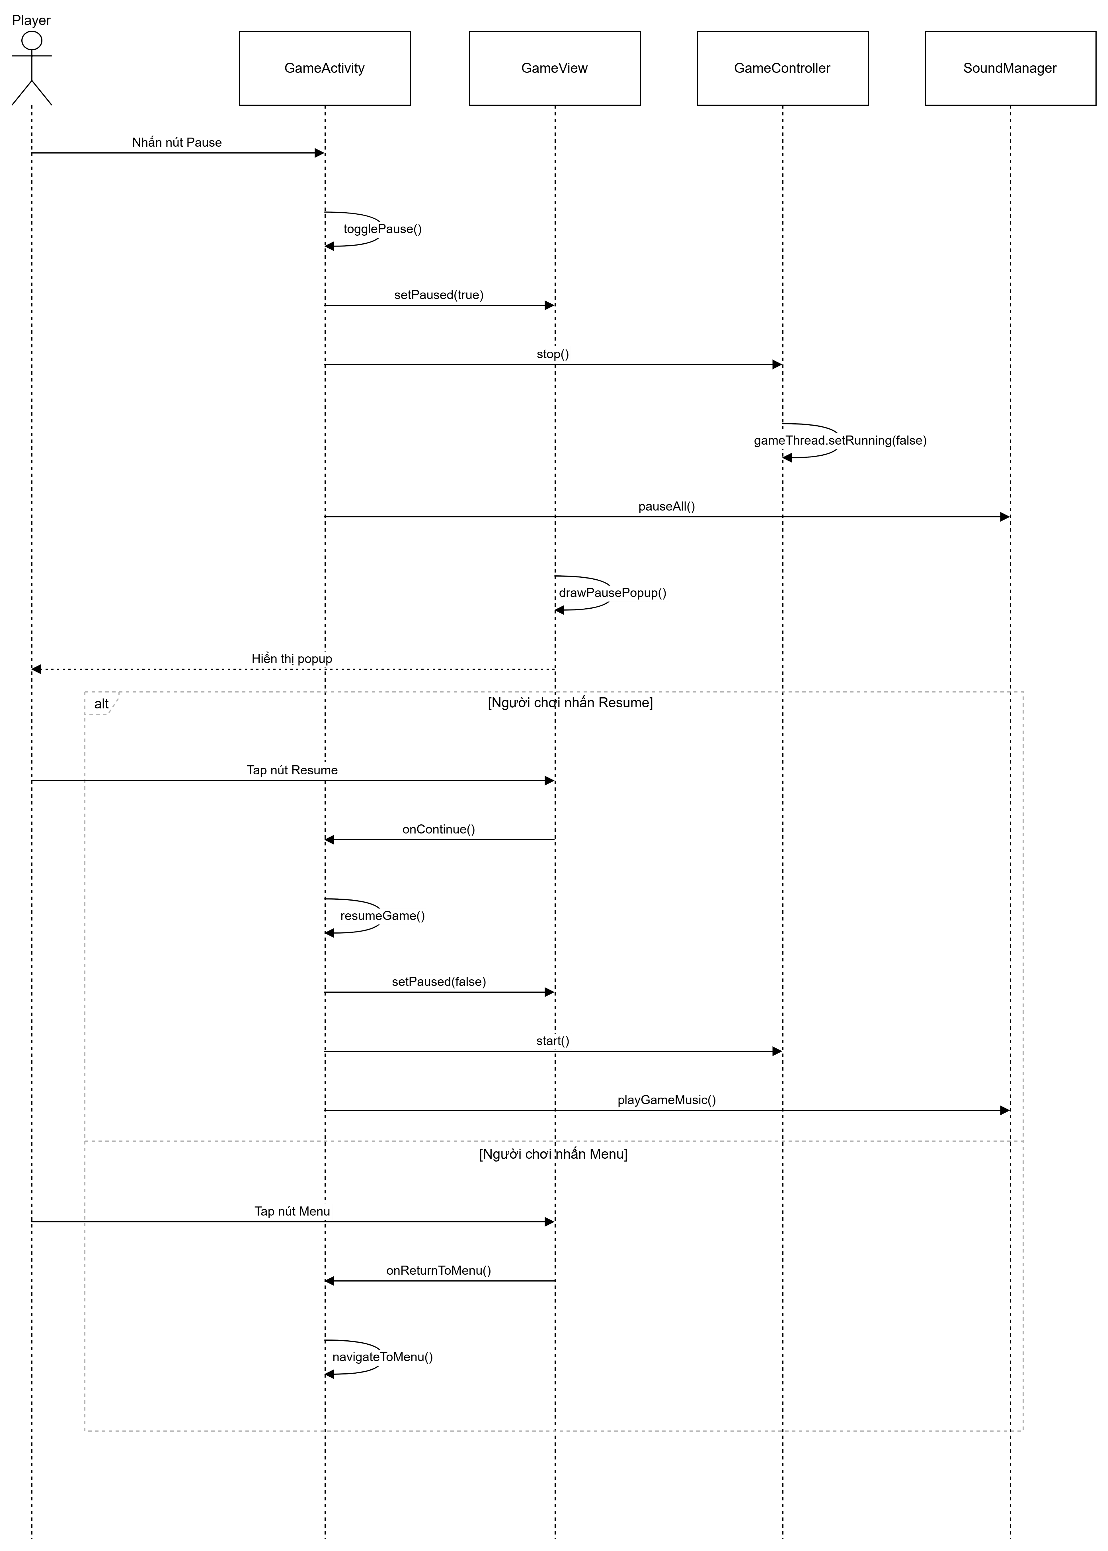 Player
GameActivity
GameView
GameController
SoundManager
Nhấn nút Pause
togglePause()
setPaused(true)
stop()
gameThread.setRunning(false)
pauseAll()
drawPausePopup()
Hiển thị popup
alt
[Người chơi nhấn Resume]
Tap nút Resume
onContinue()
resumeGame()
setPaused(false)
start()
playGameMusic()
[Người chơi nhấn Menu]
Tap nút Menu
onReturnToMenu()
navigateToMenu()